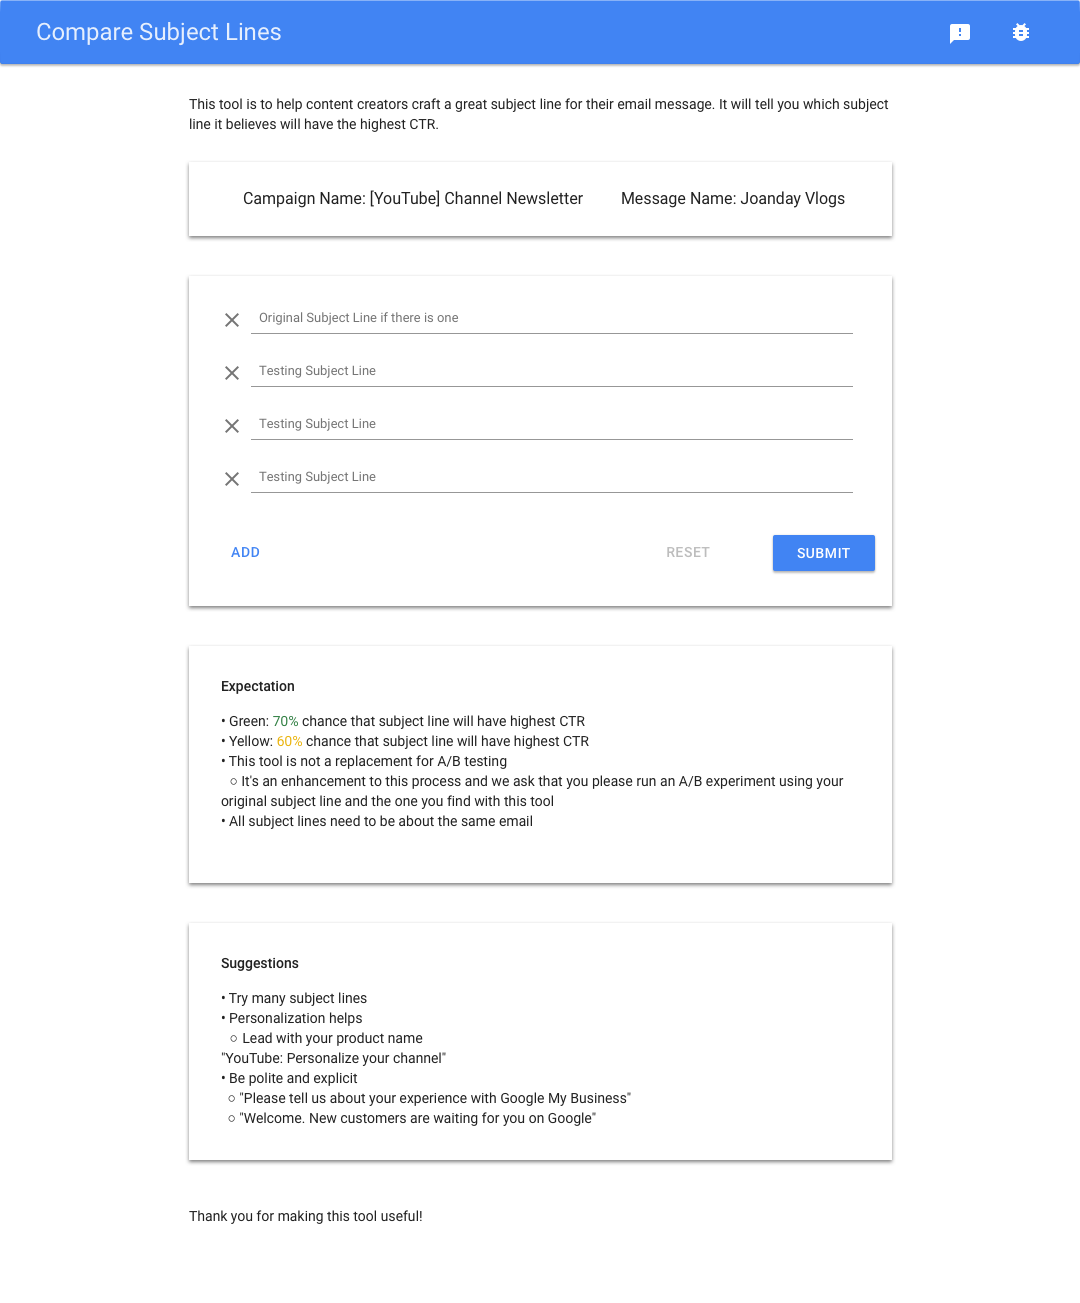 Compare Subject Lines
This tool is to help content creators craft a great subject line for their email message. It will tell you which subject
line it believes will have the highest CTR.
Campaign Name: [YouTube] Channel Newsletter Message Name: Joanday Vlogs
Original Subject Line if there is one
Testing Subject Line
Testing Subject Line
Testing Subject Line
ADD RESET SUBMIT
Expectation
• Green: 70% chance that subject line will have highest CTR
• Yellow: 60% chance that subject line will have highest CTR
• This tool is not a replacement for A/B testing
○ It's an enhancement to this process and we ask that you please run an A/B experiment using your
original subject line and the one you find with this tool
• All subject lines need to be about the same email
Suggestions
• Try many subject lines
• Personalization helps
○ Lead with your product name
"YouTube: Personalize your channel"
• Be polite and explicit
○ "Please tell us about your experience with Google My Business"
○ "Welcome. New customers are waiting for you on Google"
Thank you for making this tool useful!